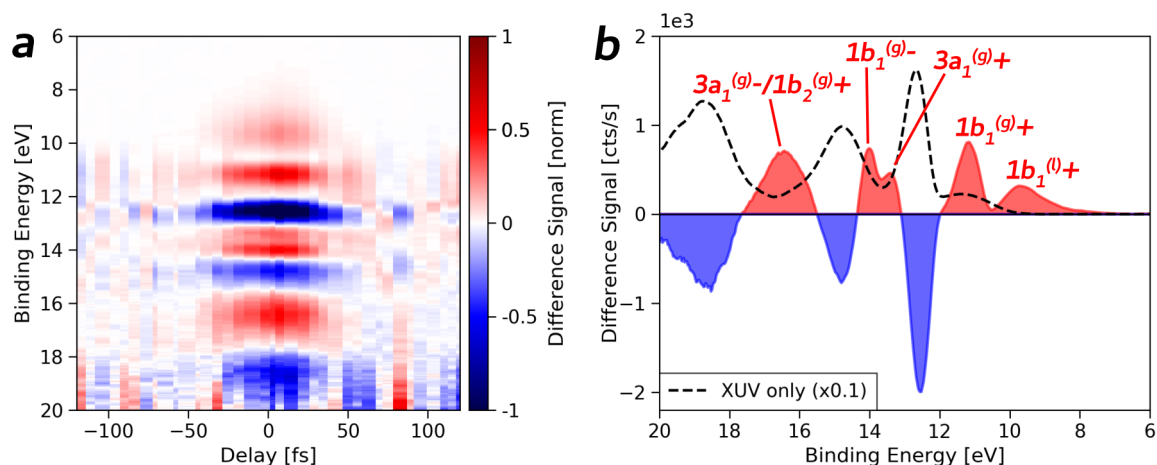 a
6
8
10
12
14
16
18
20
Binding Energy [eV]
−100
−50
0
50
100
Delay [fs]
1
0.5
0
-0.5
-1
Difference Signal [norm]
b
1e3
2
1
0
−1
−2
Difference Signal [cts/s]
3a₁⁽ᵍ⁾-/1b₂⁽ᵍ⁾+
1b₁⁽ᵍ⁾-
3a₁⁽ᵍ⁾+
1b₁⁽ᵍ⁾+
1b₁⁽ˡ⁾+
XUV only (x0.1)
20
18
16
14
12
10
8
6
Binding Energy [eV]